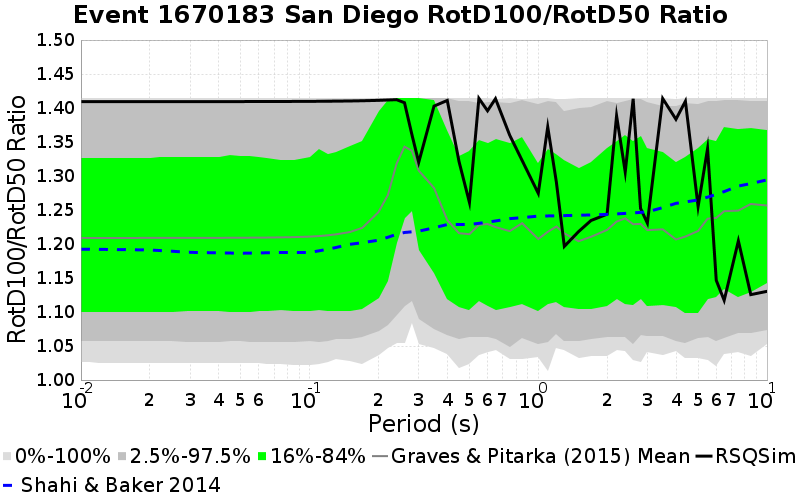 Event 1670183 San Diego RotD100/RotD50 Ratio
RotD100/RotD50 Ratio
1.50
1.45
1.40
1.35
1.30
1.25
1.20
1.15
1.10
1.05
1.00
10-2 2 3 4 5 6 10-1 2 3 4 5 6 7 100 2 3 4 5 6 7 101
Period (s)
0%-100% 2.5%-97.5% 16%-84% Graves & Pitarka (2015) Mean RSQSim
Shahi & Baker 2014